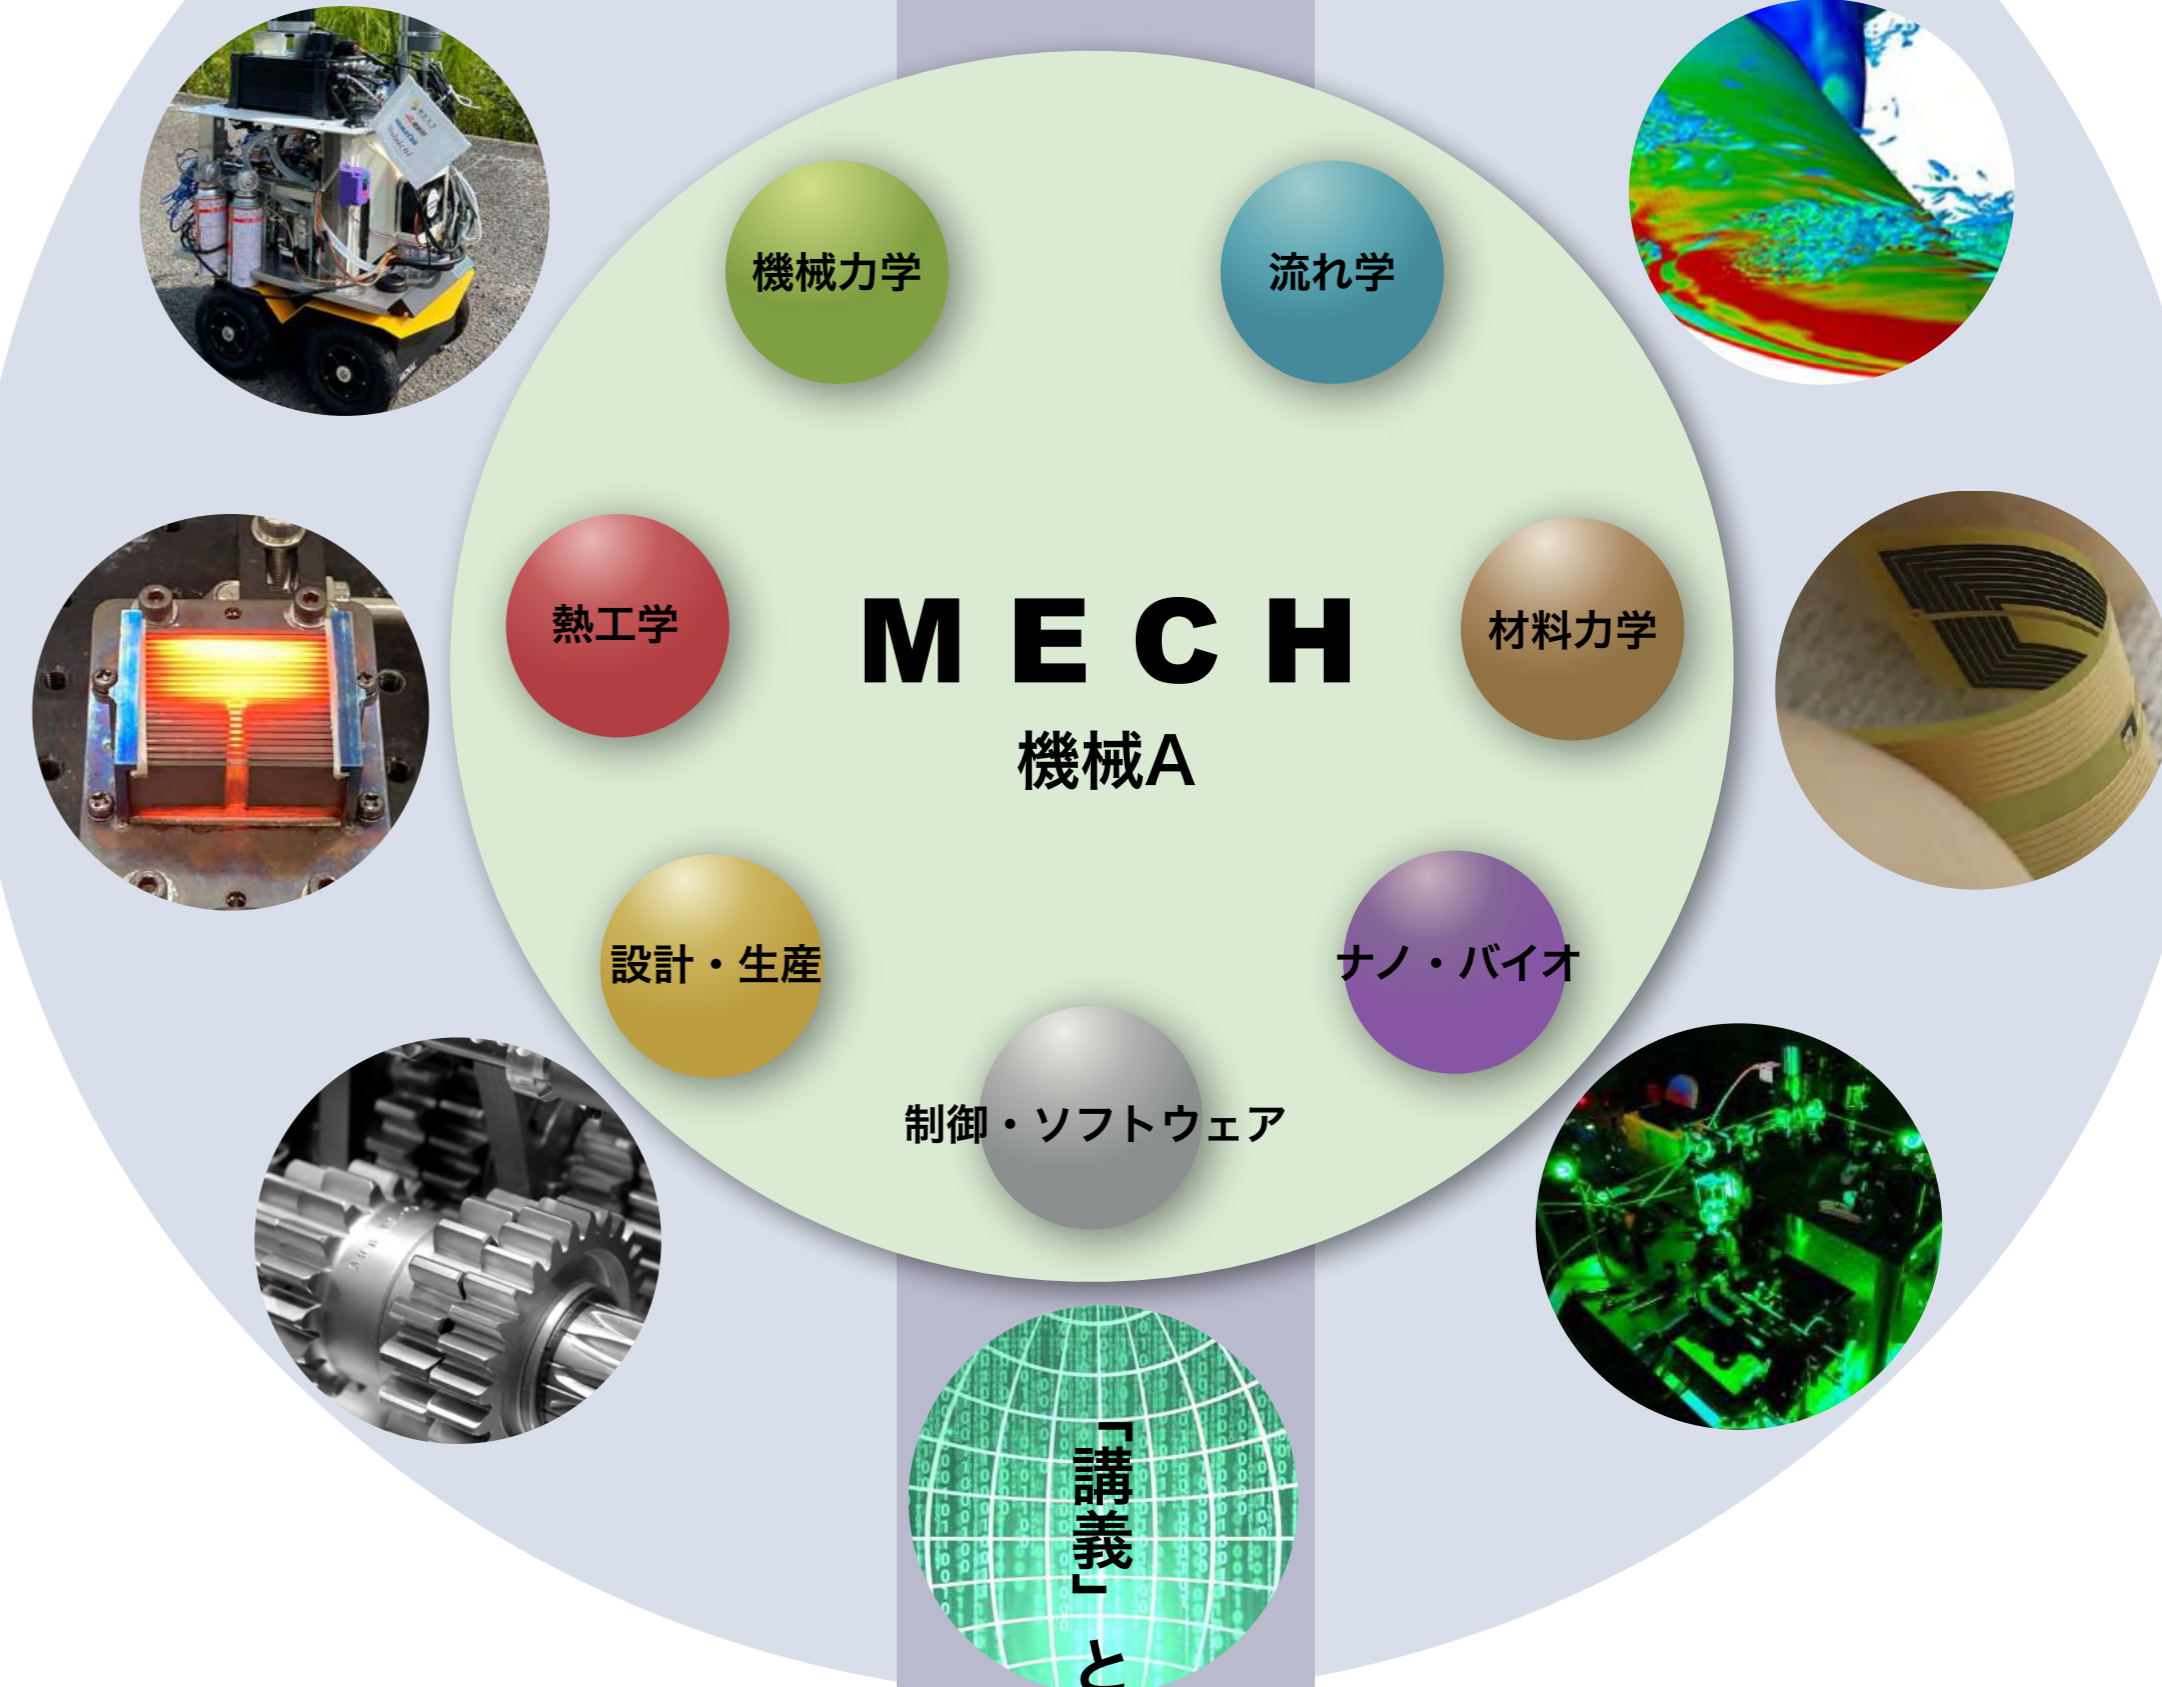 機械力学
流れ学
熱工学
材料力学
MECH
機械A
設計・生産
ナノ・バイオ
制御・ソフトウェア
「講義」と